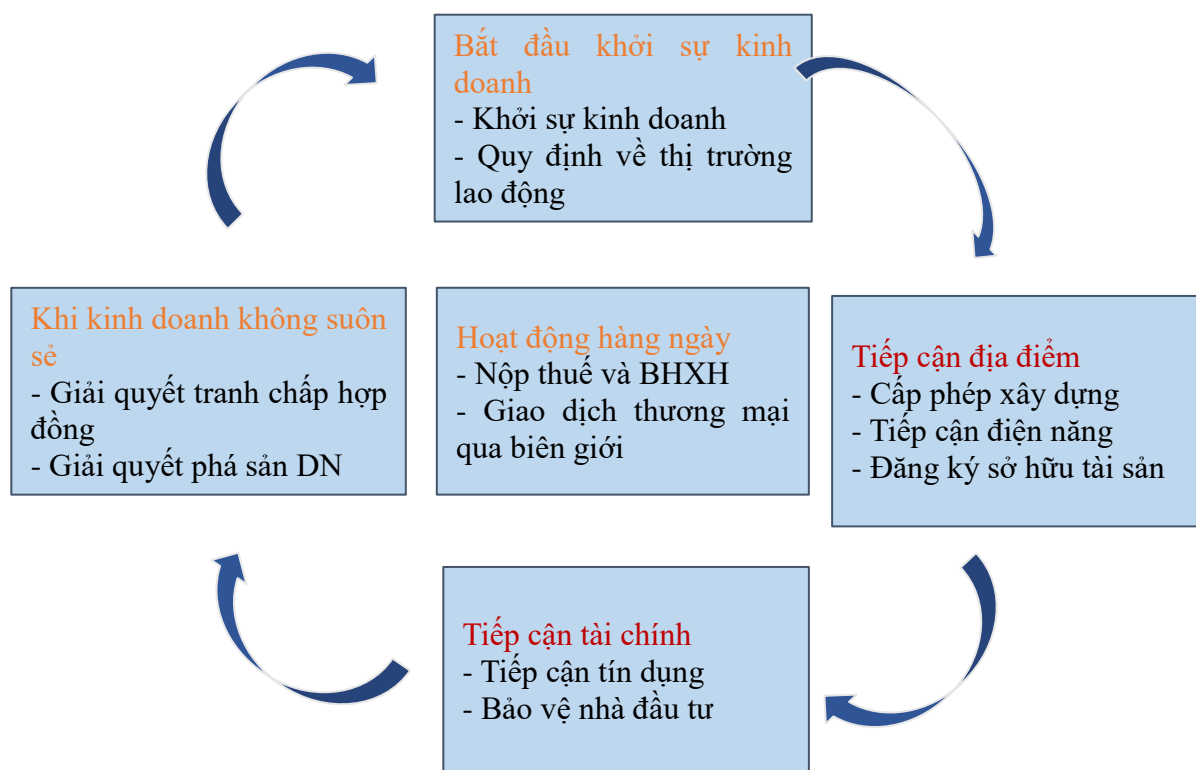 Bắt đầu khởi sự kinh
doanh
- Khởi sự kinh doanh
- Quy định về thị trường
lao động
Khi kinh doanh không suôn
sẻ
- Giải quyết tranh chấp hợp
đồng
- Giải quyết phá sản DN
Hoạt động hàng ngày
- Nộp thuế và BHXH
- Giao dịch thương mại
qua biên giới
Tiếp cận địa điểm
- Cấp phép xây dựng
- Tiếp cận điện năng
- Đăng ký sở hữu tài sản
Tiếp cận tài chính
- Tiếp cận tín dụng
- Bảo vệ nhà đầu tư